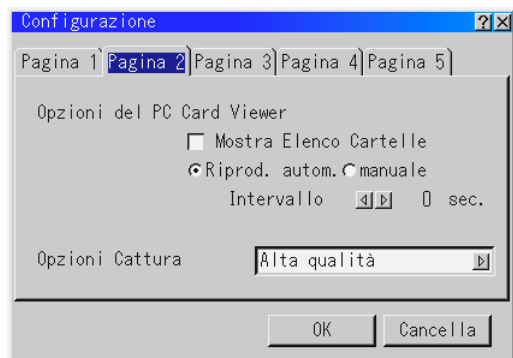 Configurazione ? X
Pagina 1 Pagina 2 Pagina 3 Pagina 4 Pagina 5
Opzioni del PC Card Viewer
Mostra Elenco Cartelle
Riprod. autom. manuale
Intervallo 0 sec.
Opzioni Cattura Alta qualità
OK Cancella